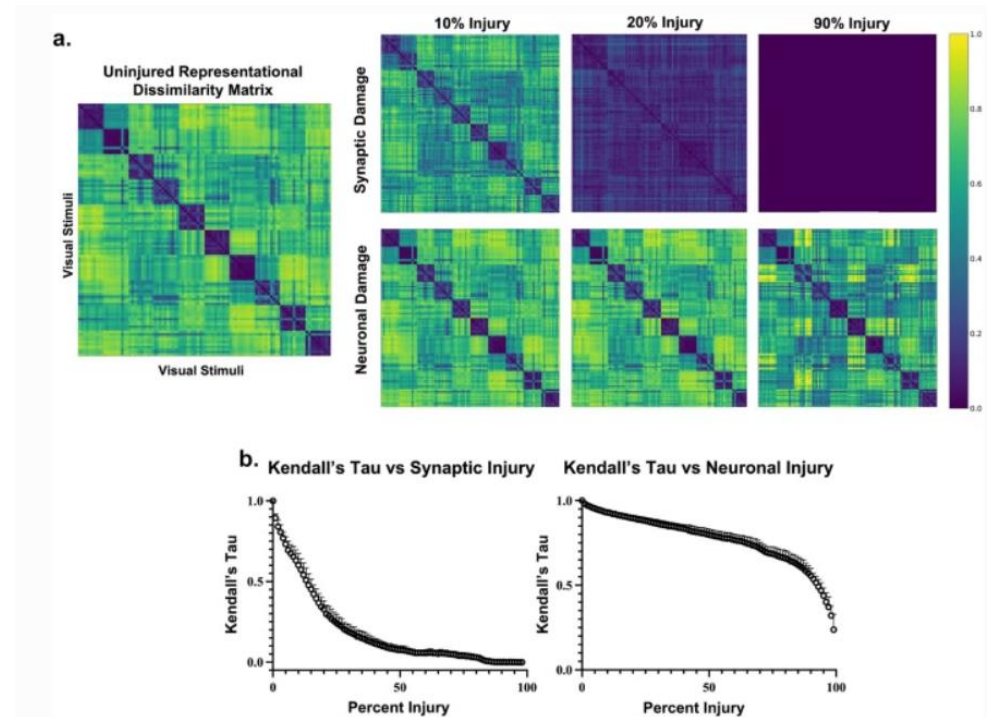 a.
Uninjured Representational
Dissimilarity Matrix
Visual Stimuli
Visual Stimuli
10% Injury
20% Injury
90% Injury
Synaptic Damage
Neuronal Damage
1.0
0.8
0.6
0.4
0.2
0.0
b.
Kendall's Tau vs Synaptic Injury
Kendall's Tau
1.0
0.5
0.0
0
50
100
Percent Injury
Kendall's Tau vs Neuronal Injury
Kendall's Tau
1.0
0.5
0.0
0
50
100
Percent Injury